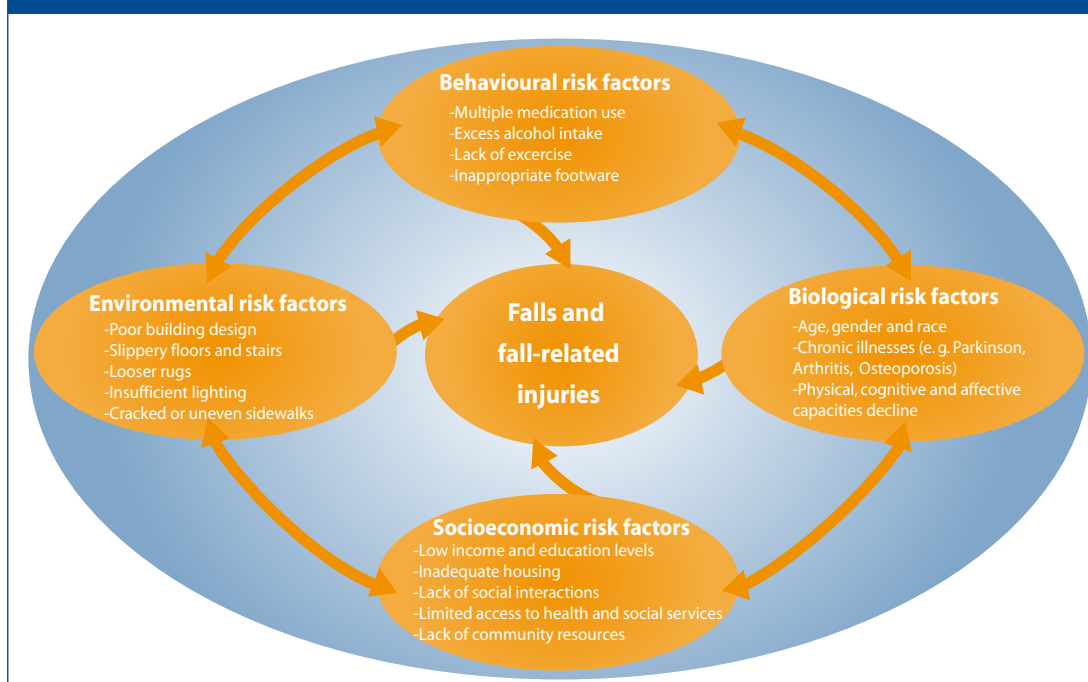 Behavioural risk factors
-Multiple medication use
-Excess alcohol intake
-Lack of excercise
-Inappropriate footware
Environmental risk factors
-Poor building design
-Slippery floors and stairs
-Looser rugs
-Insufficient lighting
-Cracked or uneven sidewalks
Falls and
fall-related
injuries
Biological risk factors
-Age, gender and race
-Chronic illnesses (e. g. Parkinson,
Arthritis, Osteoporosis)
-Physical, cognitive and affective
capacities decline
Socioeconomic risk factors
-Low income and education levels
-Inadequate housing
-Lack of social interactions
-Limited access to health and social services
-Lack of community resources